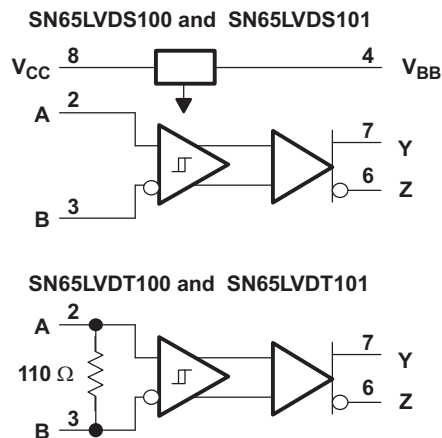 SN65LVDS100 and SN65LVDS101
VCC 8 4 VBB
A 2
7 Y
6 Z
B 3
SN65LVDT100 and SN65LVDT101
A 2
7 Y
110 Ω
6 Z
B 3